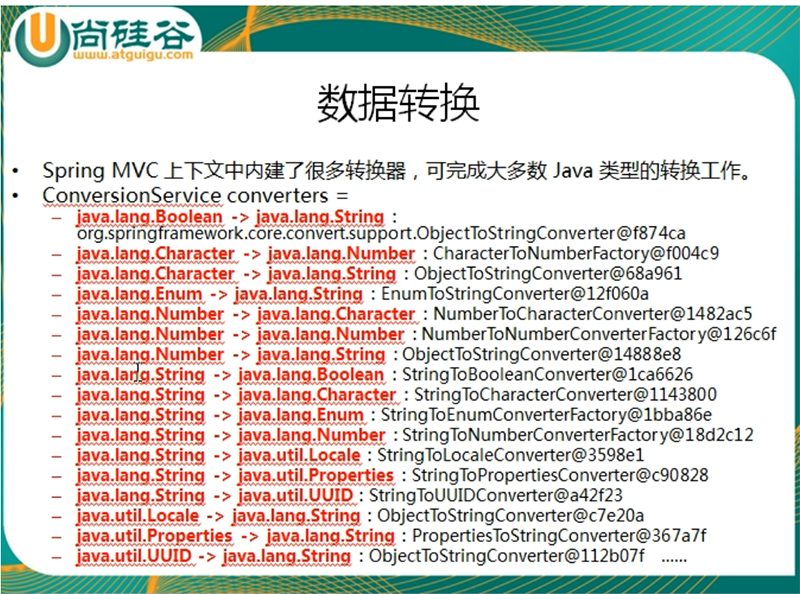 尚硅谷
www.atguigu.com
数据转换
• Spring MVC 上下文中内建了很多转换器，可完成大多数 Java 类型的转换工作。
• ConversionService converters =
– java.lang.Boolean -> java.lang.String :
org.springframework.core.convert.support.ObjectToStringConverter@f874ca
– java.lang.Character -> java.lang.Number : CharacterToNumberFactory@f004c9
– java.lang.Character -> java.lang.String : ObjectToStringConverter@68a961
– java.lang.Enum -> java.lang.String : EnumToStringConverter@12f060a
– java.lang.Number -> java.lang.Character : NumberToCharacterConverter@1482ac5
– java.lang.Number -> java.lang.Number : NumberToNumberConverterFactory@126c6f
– java.lang.Number -> java.lang.String : ObjectToStringConverter@14888e8
– java.lang.String -> java.lang.Boolean : StringToBooleanConverter@1ca6626
– java.lang.String -> java.lang.Character : StringToCharacterConverter@1143800
– java.lang.String -> java.lang.Enum : StringToEnumConverterFactory@1bba86e
– java.lang.String -> java.lang.Number : StringToNumberConverterFactory@18d2c12
– java.lang.String -> java.util.Locale : StringToLocaleConverter@3598e1
– java.lang.String -> java.util.Properties : StringToPropertiesConverter@c90828
– java.lang.String -> java.util.UUID : StringToUUIDConverter@a42f23
– java.util.Locale -> java.lang.String : ObjectToStringConverter@c7e20a
– java.util.Properties -> java.lang.String : PropertiesToStringConverter@367a7f
– java.util.UUID -> java.lang.String : ObjectToStringConverter@112b07f ……